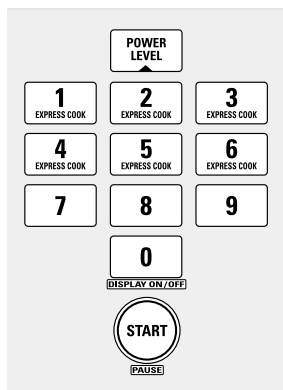 POWER
LEVEL
1 2 3
EXPRESS COOK EXPRESS COOK EXPRESS COOK
4 5 6
EXPRESS COOK EXPRESS COOK EXPRESS COOK
7 8 9
0
DISPLAY ON/OFF
START
PAUSE